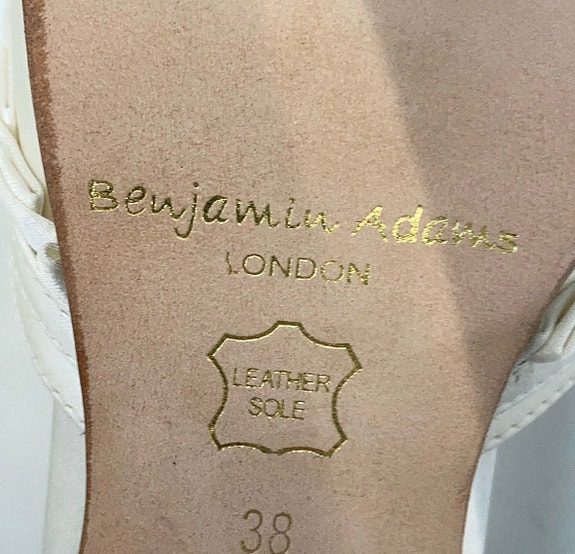 Benjamin Adams
LONDON
LEATHER
SOLE
38